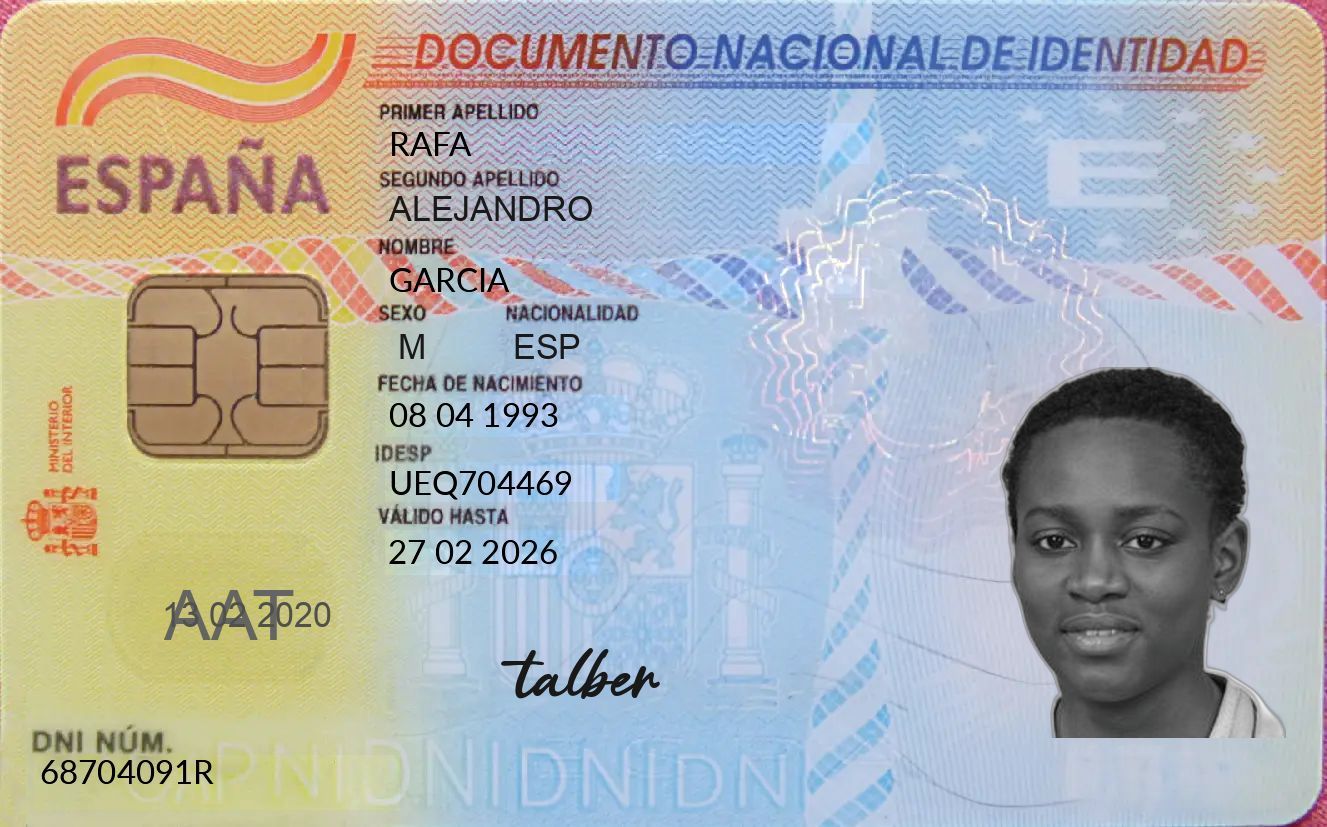 DOCUMENTO NACIONAL DE IDENTIDAD
ESPAÑA
PRIMER APELLIDO
RAFA
SEGUNDO APELLIDO
ALEJANDRO
NOMBRE
GARCIA
SEXO NACIONALIDAD
M ESP
FECHA DE NACIMIENTO
08 04 1993
IDESP
UEQ704469
VÁLIDO HASTA
27 02 2026
MINISTERIO
DEL INTERIOR
E
AAT
13 02 2020
talber
DNI NÚM.
68704091R